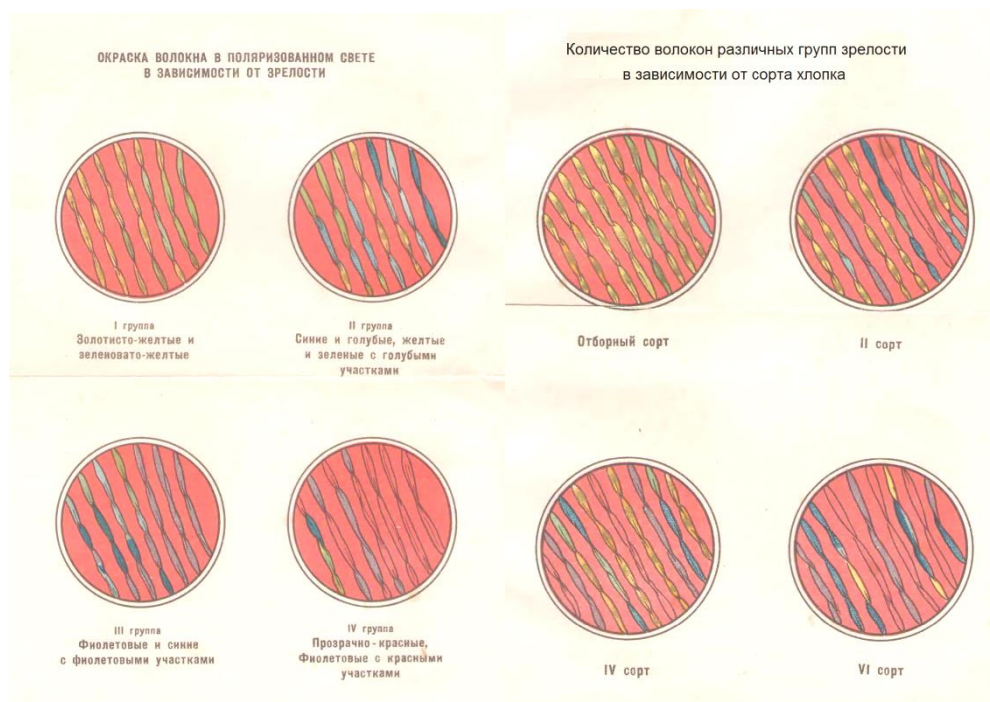 ОКРАСКА ВОЛОКНА В ПОЛЯРИЗОВАННОМ СВЕТЕ
В ЗАВИСИМОСТИ ОТ ЗРЕЛОСТИ
I группа
Золотисто-желтые и
зеленовато-желтые
II группа
Синие и голубые, желтые
и зеленые с голубыми
участками
III группа
Фиолетовые и синие
с фиолетовыми участками
IV группа
Прозрачно-красные,
Фиолетовые с красными
участками
Количество волокон различных групп зрелости
в зависимости от сорта хлопка
Отборный сорт
II сорт
IV сорт
VI сорт